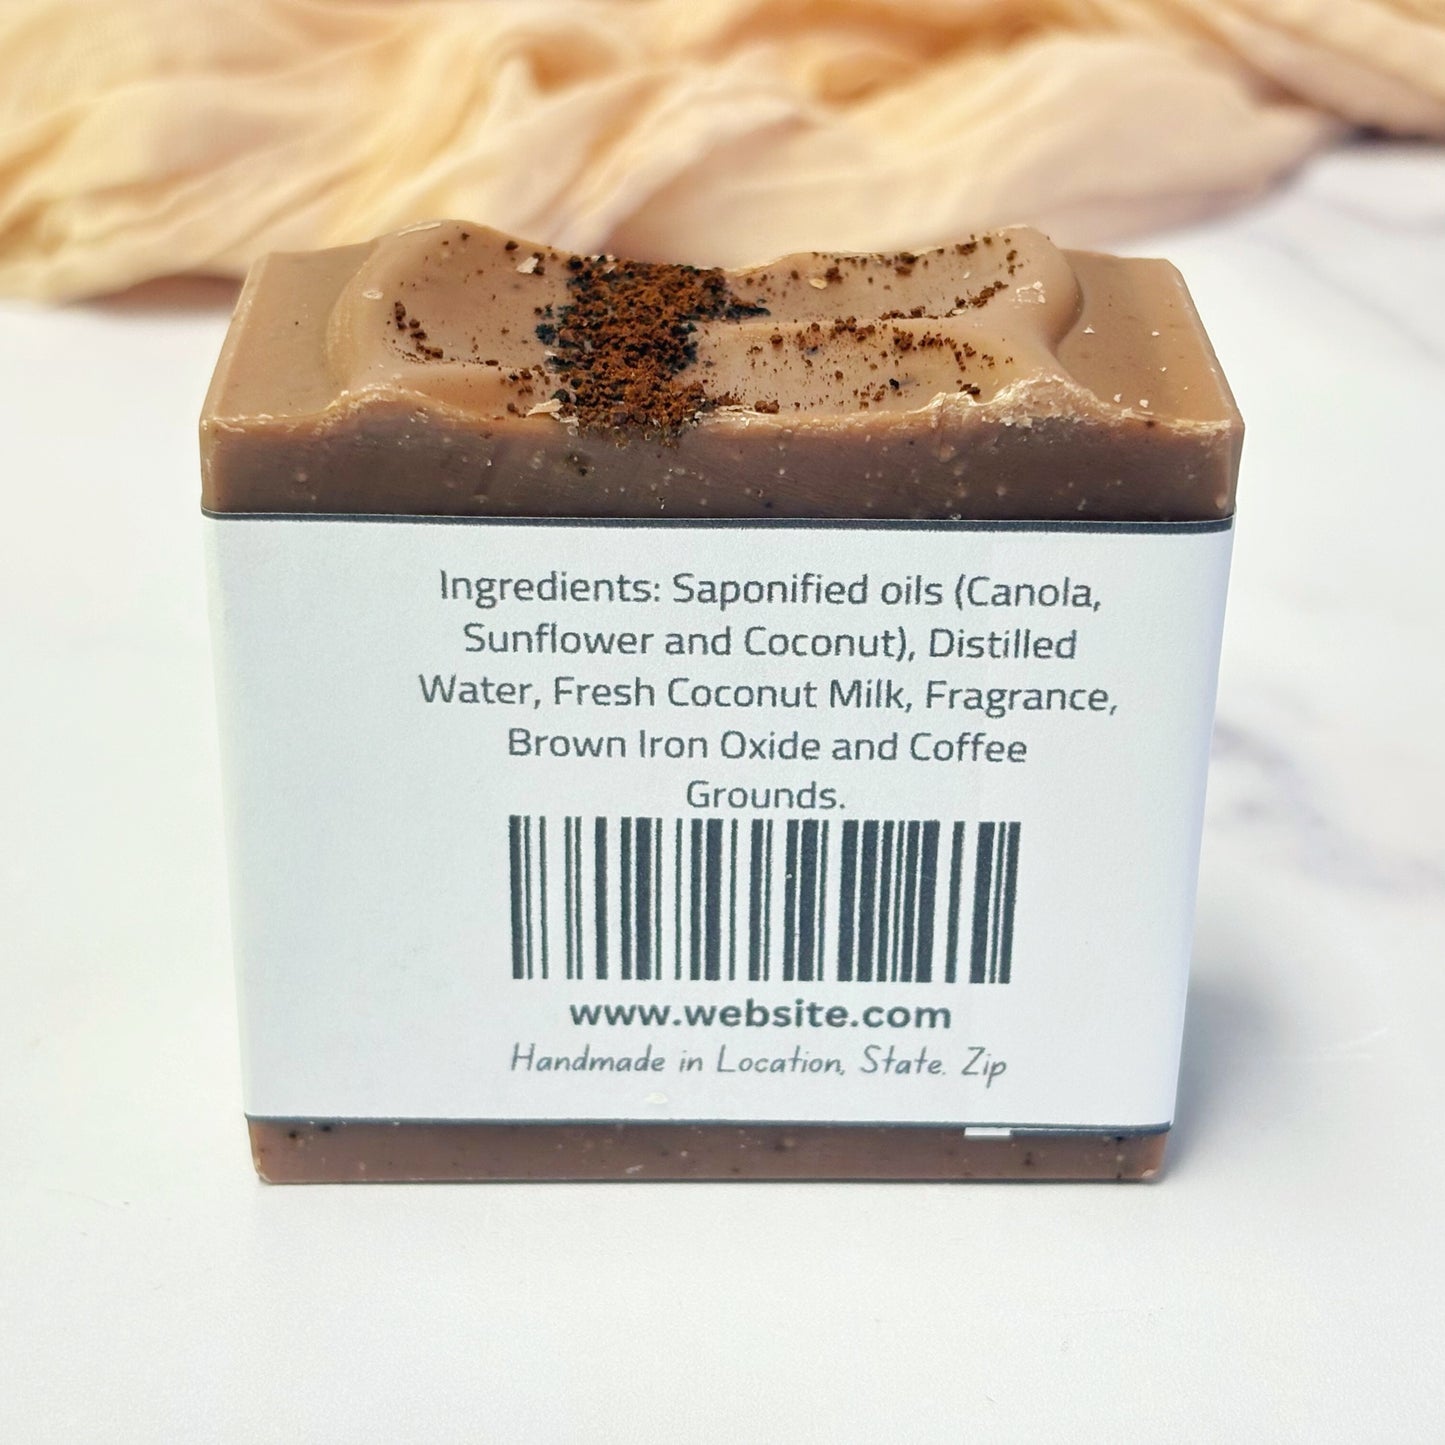 Ingredients: Saponified oils (Canola,
Sunflower and Coconut), Distilled
Water, Fresh Coconut Milk, Fragrance,
Brown Iron Oxide and Coffee
Grounds.
www.website.com
Handmade in Location, State. Zip